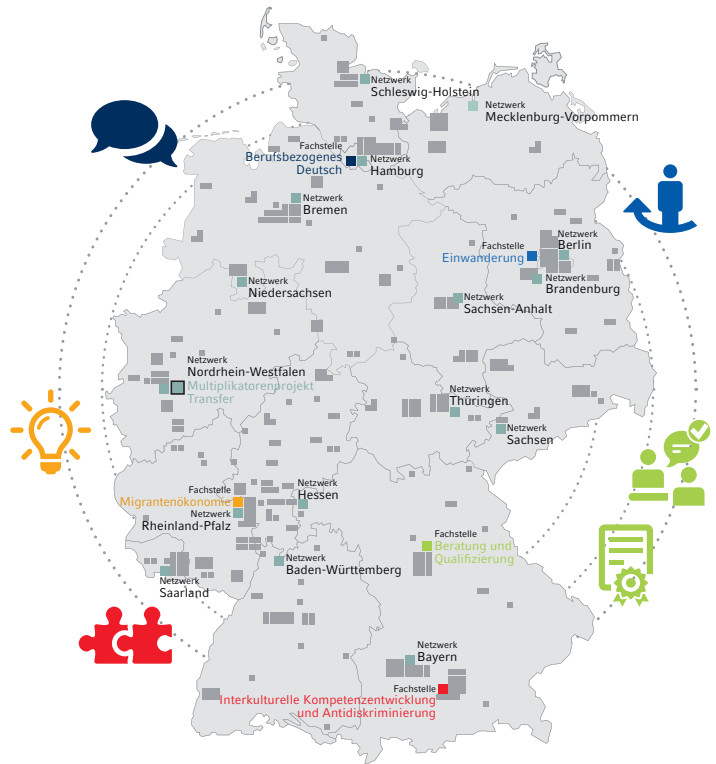 Netzwerk
Schleswig-Holstein
Netzwerk
Mecklenburg-Vorpommern
Fachstelle
Berufsbezogenes
Deutsch
Netzwerk
Hamburg
Netzwerk
Bremen
Fachstelle
Einwanderung
Netzwerk
Berlin
Netzwerk
Brandenburg
Netzwerk
Niedersachsen
Netzwerk
Sachsen-Anhalt
Netzwerk
Nordrhein-Westfalen
Multiplikatorenprojekt
Transfer
Netzwerk
Thüringen
Netzwerk
Sachsen
Netzwerk
Hessen
Fachstelle
Migrantenökonomie
Netzwerk
Rheinland-Pfalz
Fachstelle
Beratung und
Qualifizierung
Netzwerk
Baden-Württemberg
Netzwerk
Saarland
Netzwerk
Bayern
Fachstelle
Interkulturelle Kompetenzentwicklung
und Antidiskriminierung